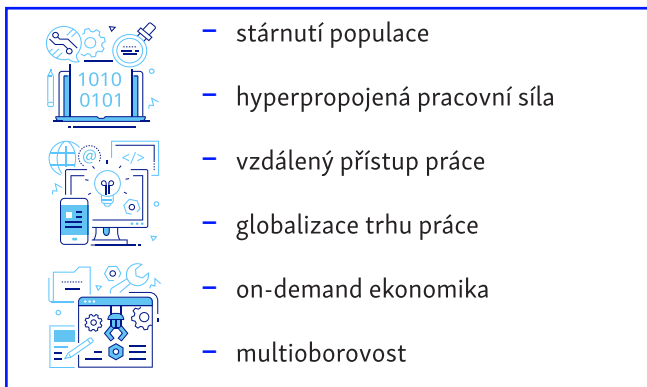 1010
0101
@
</>
– stárnutí populace
– hyperpropojená pracovní síla
– vzdálený přístup práce
– globalizace trhu práce
– on-demand ekonomika
– multioborovost